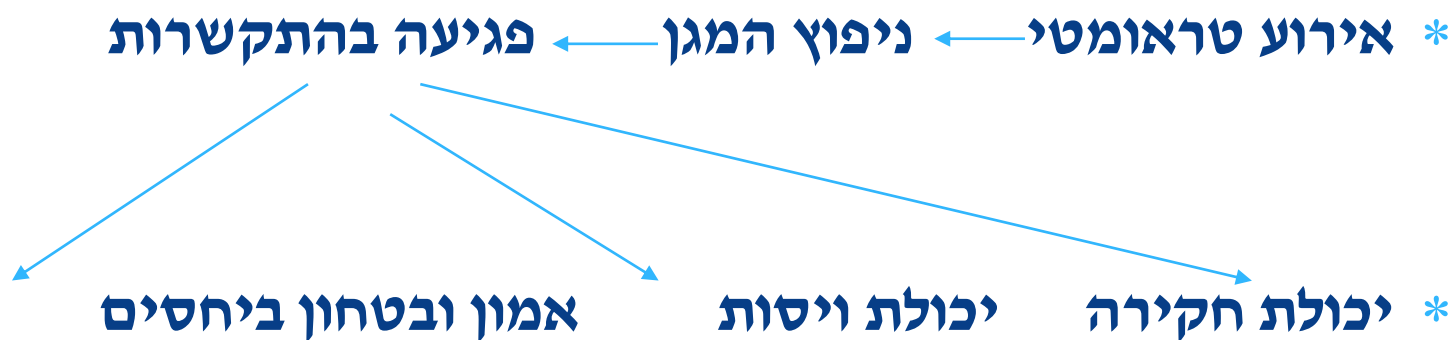 * אירוע טראומטי ניפוץ המגן פגיעה בהתקשרות
* יכולת חקירה יכולת ויסות אמון ובטחון ביחסים